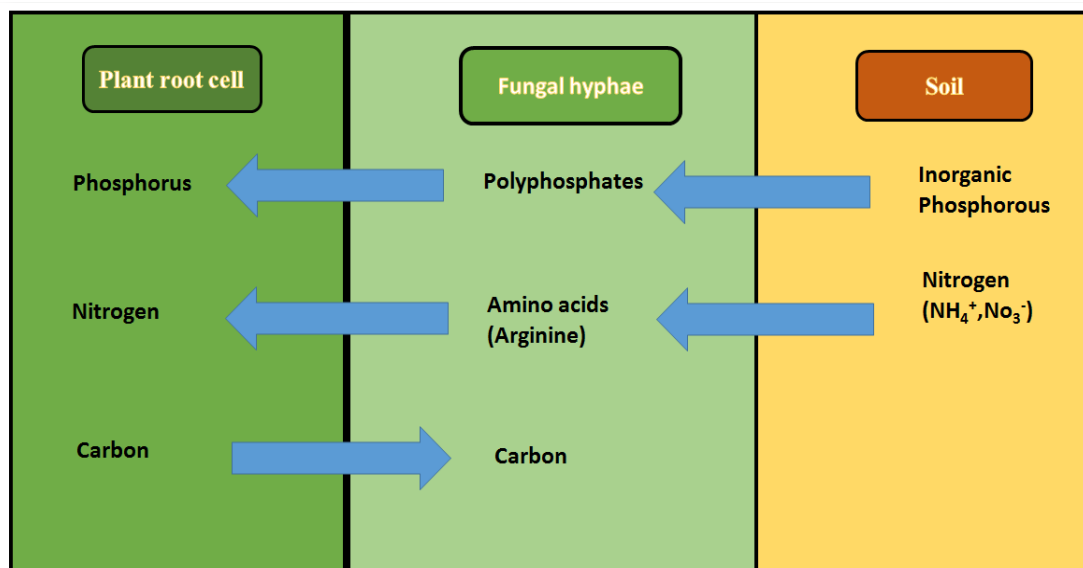 Plant root cell
Fungal hyphae
Soil
Phosphorus
Polyphosphates
Inorganic
Phosphorous
Nitrogen
Amino acids
(Arginine)
Nitrogen
(NH₄⁺,No₃⁻)
Carbon
Carbon